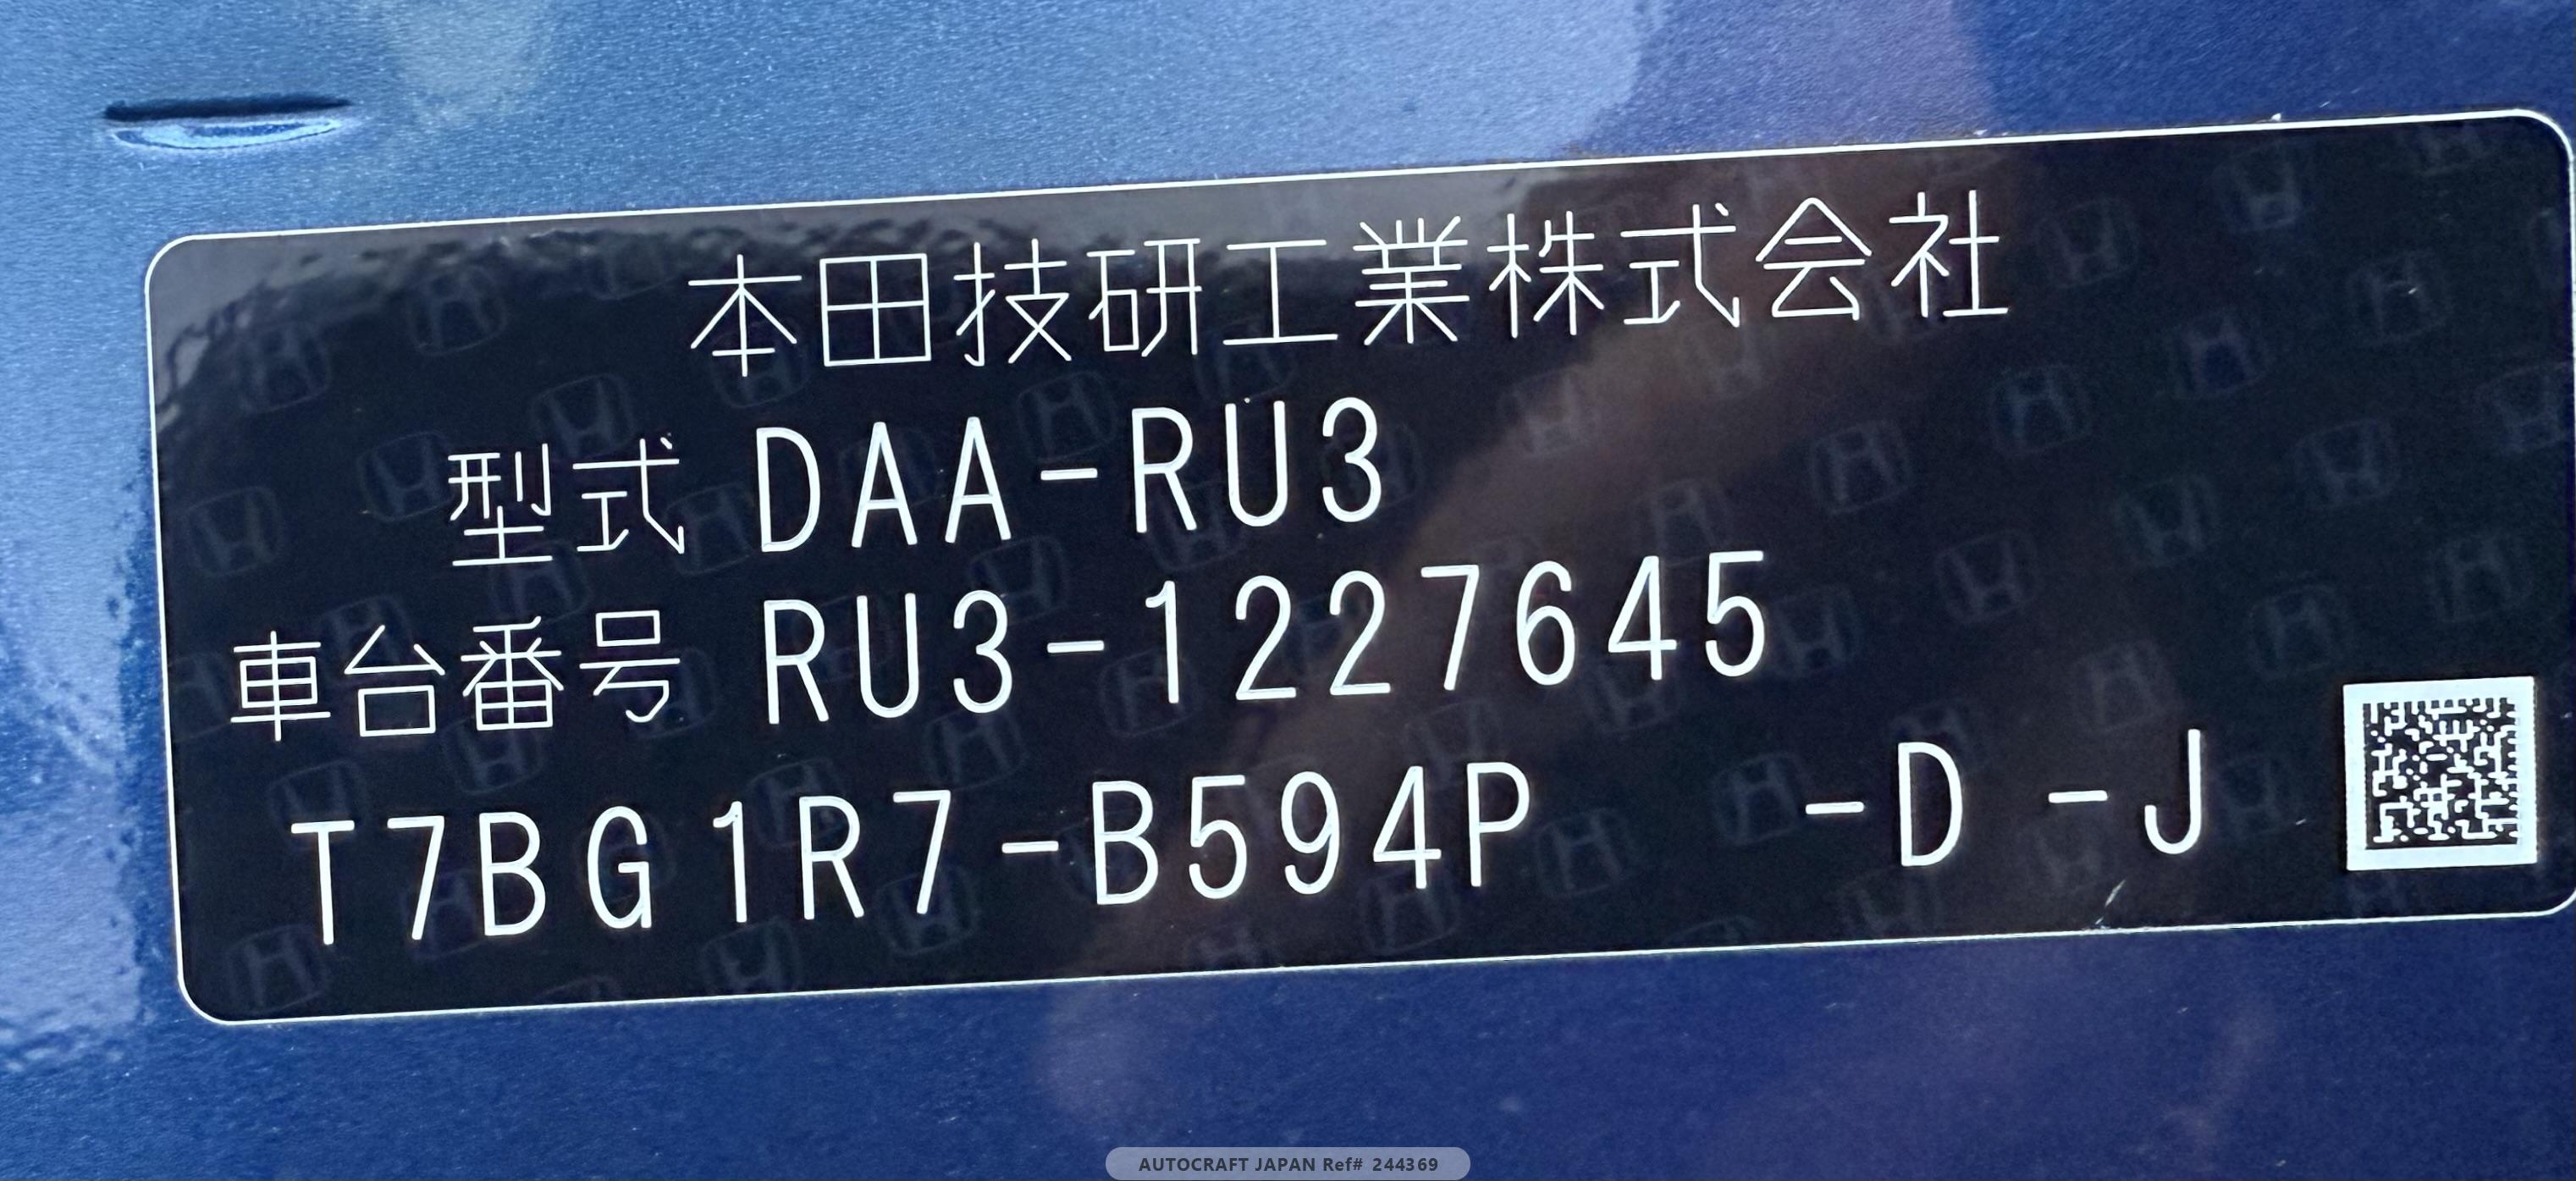 本田技研工業株式会社
型式 DAA-RU3
車台番号 RU3-1227645
T7BG1R7-B594P -D -J
AUTOCRAFT JAPAN Ref# 244369